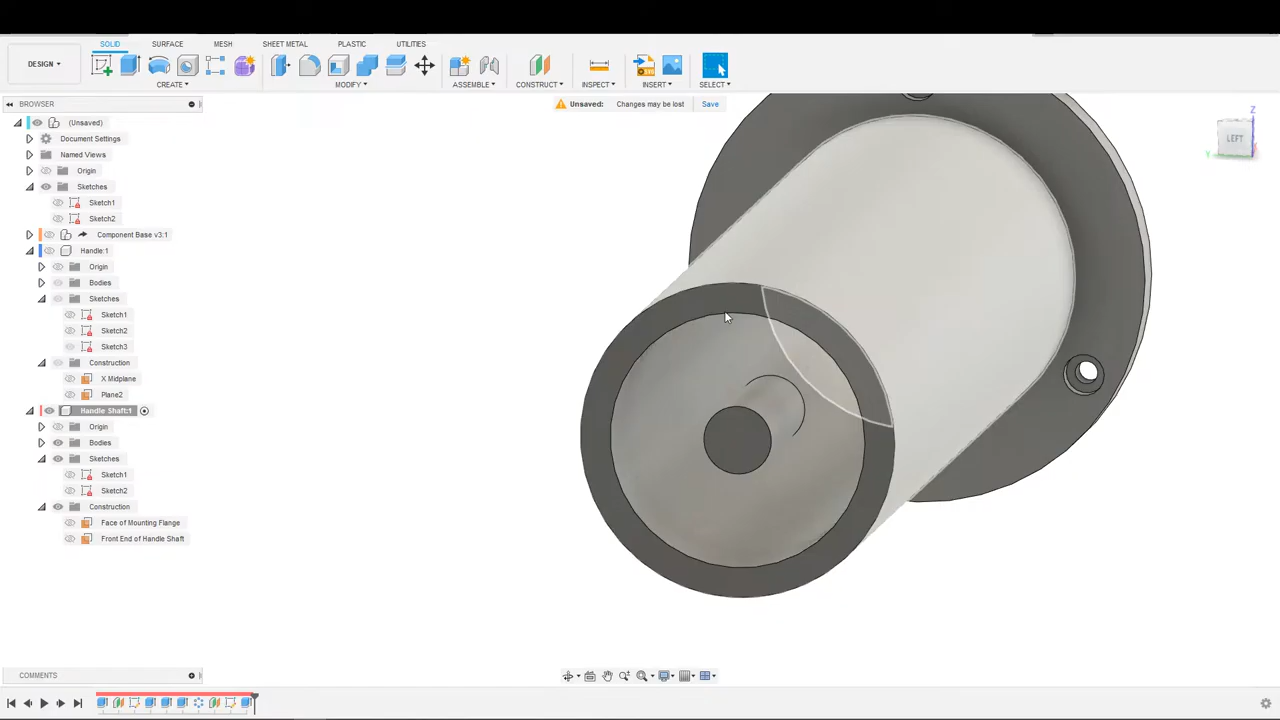 SOLID SURFACE MESH SHEET METAL PLASTIC UTILITIES
DESIGN
CREATE MODIFY ASSEMBLE CONSTRUCT INSPECT INSERT SELECT
BROWSER
Unsaved: Changes may be lost Save
(Unsaved)
Document Settings
Named Views
Origin
Sketches
Sketch1
Sketch2
Component Base v3:1
Handle:1
Origin
Bodies
Sketches
Sketch1
Sketch2
Sketch3
Construction
X Midplane
Plane2
Handle Shaft:1
Origin
Bodies
Sketches
Sketch1
Sketch2
Construction
Face of Mounting Flange
Front End of Handle Shaft
Z
LEFT
Y
COMMENTS